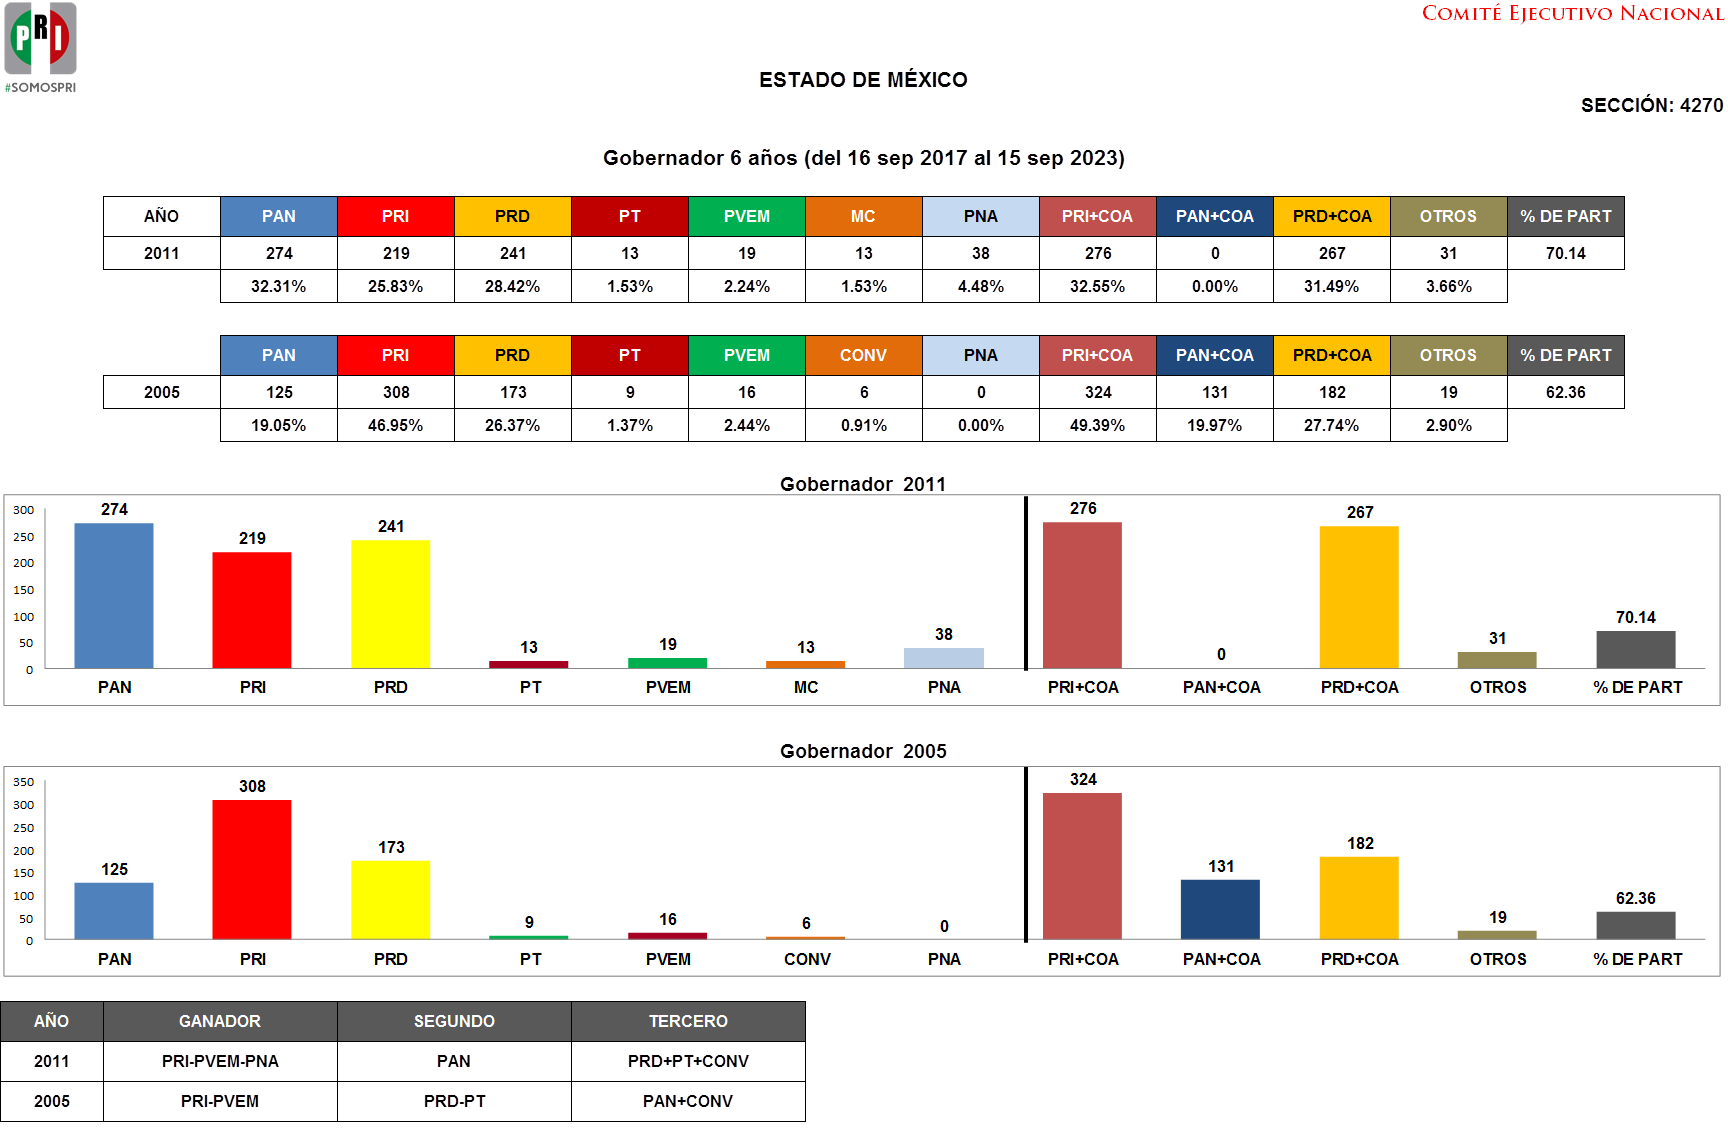 PRI
#SOMOSPRI
COMITÉ EJECUTIVO NACIONAL
ESTADO DE MÉXICO
SECCIÓN: 4270
Gobernador 6 años (del 16 sep 2017 al 15 sep 2023)
AÑO PAN PRI PRD PT PVEM MC PNA PRI+COA PAN+COA PRD+COA OTROS % DE PART
2011 274 219 241 13 19 13 38 276 0 267 31 70.14
32.31% 25.83% 28.42% 1.53% 2.24% 1.53% 4.48% 32.55% 0.00% 31.49% 3.66%
PAN PRI PRD PT PVEM CONV PNA PRI+COA PAN+COA PRD+COA OTROS % DE PART
2005 125 308 173 9 16 6 0 324 131 182 19 62.36
19.05% 46.95% 26.37% 1.37% 2.44% 0.91% 0.00% 49.39% 19.97% 27.74% 2.90%
Gobernador 2011
300
250
200
150
100
50
0
274 219 241 13 19 13 38 276 0 267 31 70.14
PAN PRI PRD PT PVEM MC PNA PRI+COA PAN+COA PRD+COA OTROS % DE PART
Gobernador 2005
350
300
250
200
150
100
50
0
125 308 173 9 16 6 0 324 131 182 19 62.36
PAN PRI PRD PT PVEM CONV PNA PRI+COA PAN+COA PRD+COA OTROS % DE PART
AÑO GANADOR SEGUNDO TERCERO
2011 PRI-PVEM-PNA PAN PRD+PT+CONV
2005 PRI-PVEM PRD-PT PAN+CONV